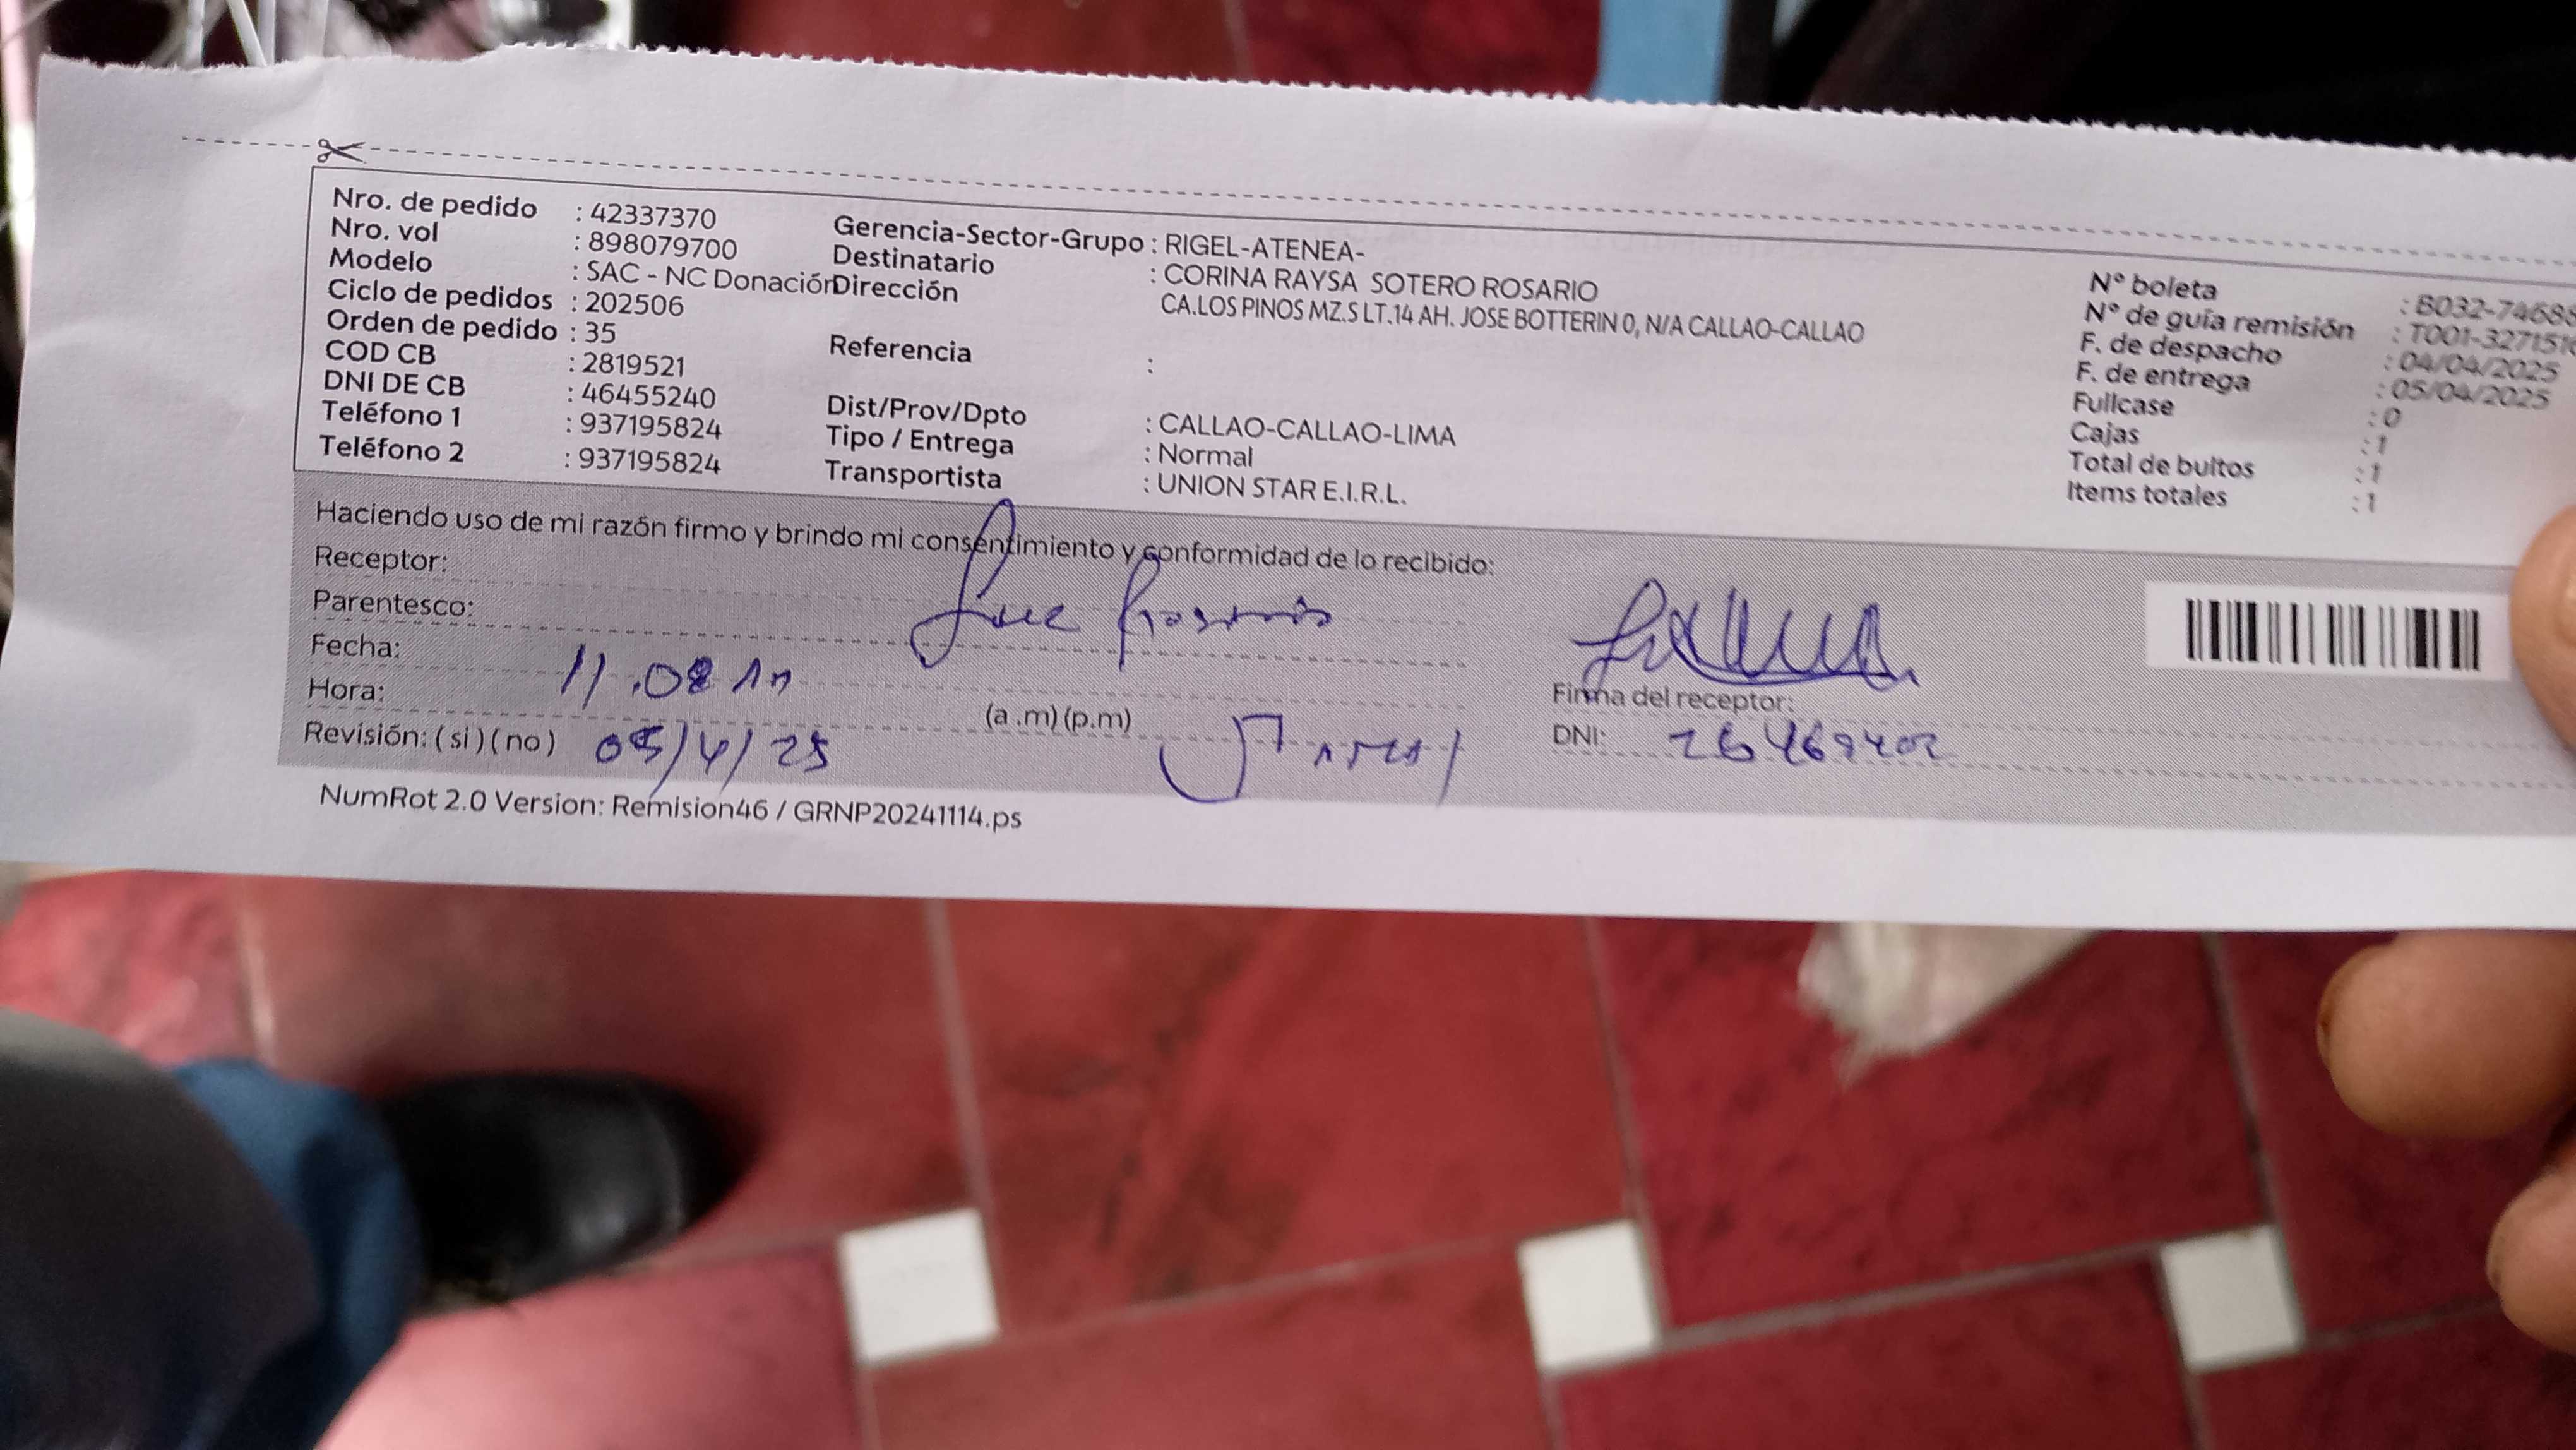 Nro. de pedido : 42337370
Nro. vol : 898079700
Modelo : SAC - NC Donación
Ciclo de pedidos : 202506
Orden de pedido : 35
COD CB : 2819521
DNI DE CB : 46455240
Teléfono 1 : 937195824
Teléfono 2 : 937195824
Gerencia-Sector-Grupo : RIGEL-ATENEA-
Destinatario : CORINA RAYSA SOTERO ROSARIO
Dirección CA.LOS PINOS MZ.S LT.14 AH. JOSE BOTTERIN 0, N/A CALLAO-CALLAO
Referencia :
Dist/Prov/Dpto : CALLAO-CALLAO-LIMA
Tipo / Entrega : Normal
Transportista : UNION STAR E.I.R.L.
N° boleta : B032-74688
N° de guía remisión : T001-3271516
F. de despacho : 04/04/2025
F. de entrega : 05/04/2025
Fullcase : 0
Cajas : 1
Total de bultos : 1
Items totales : 1
Haciendo uso de mi razón firmo y brindo mi consentimiento y conformidad de lo recibido:
Receptor:
Parentesco:
Fecha:
Hora: (a .m) (p.m)
Revisión: ( si ) ( no ) 05/4/25
Firma del receptor:
DNI:
NumRot 2.0 Version: Remision46 / GRNP20241114.ps